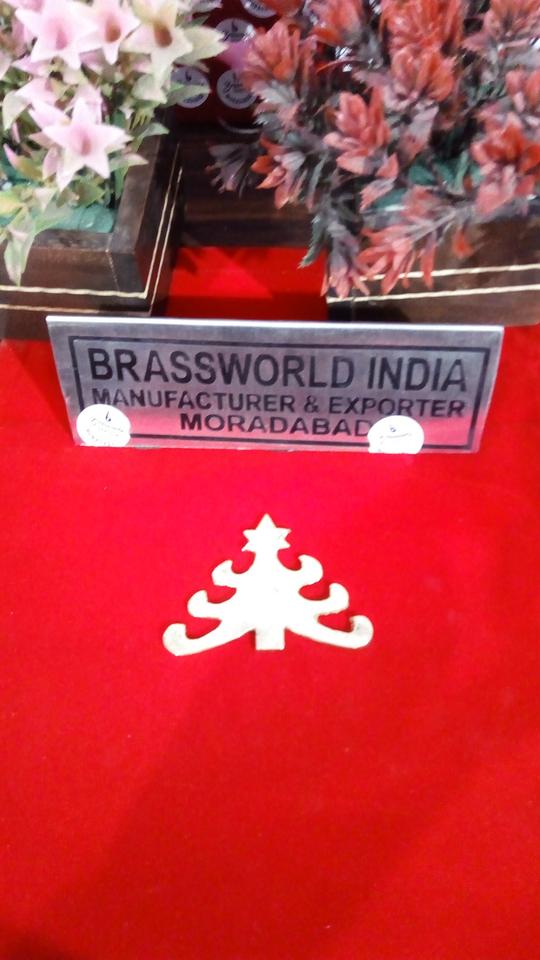 BRASSWORLD INDIA
MANUFACTURER & EXPORTER
MORADABAD